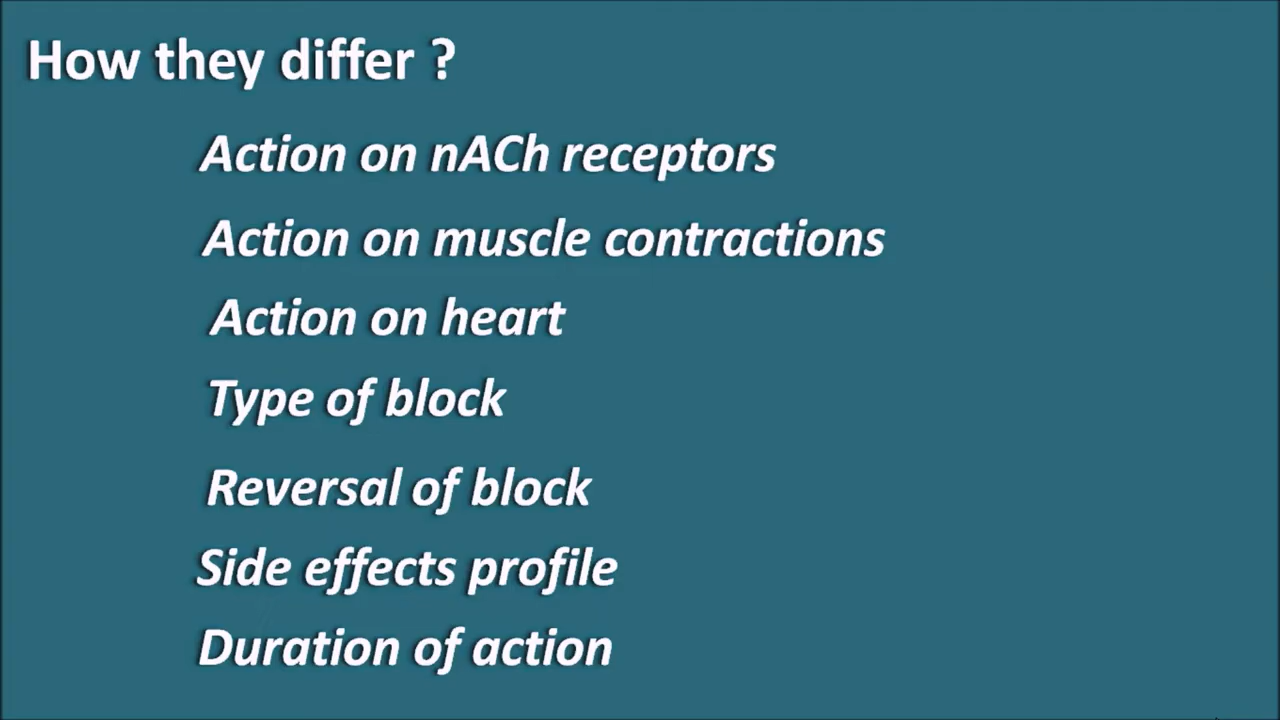 How they differ ?
Action on nACh receptors
Action on muscle contractions
Action on heart
Type of block
Reversal of block
Side effects profile
Duration of action